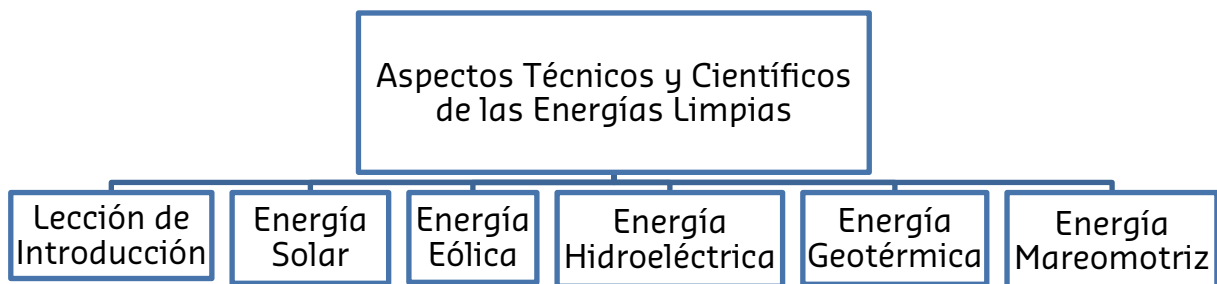 Aspectos Técnicos y Científicos
de las Energías Limpias
Lección de
Introducción
Energía
Solar
Energía
Eólica
Energía
Hidroeléctrica
Energía
Geotérmica
Energía
Mareomotriz